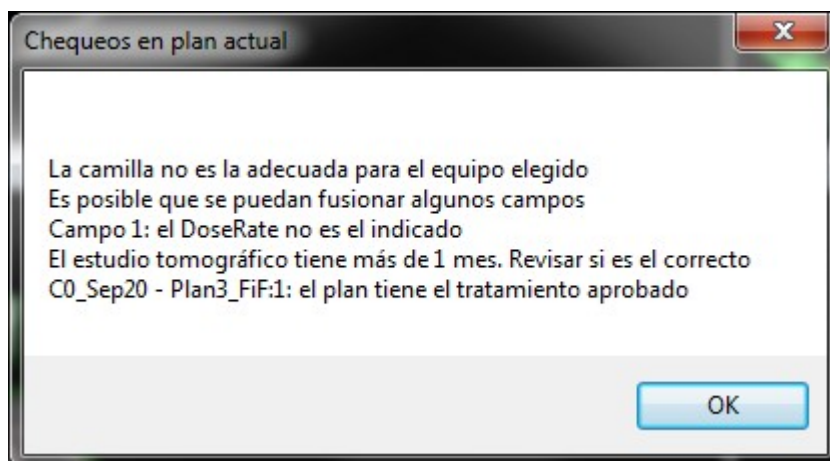 Chequeos en plan actual
La camilla no es la adecuada para el equipo elegido
Es posible que se puedan fusionar algunos campos
Campo 1: el DoseRate no es el indicado
El estudio tomográfico tiene más de 1 mes. Revisar si es el correcto
C0_Sep20 - Plan3_FiF:1: el plan tiene el tratamiento aprobado
OK